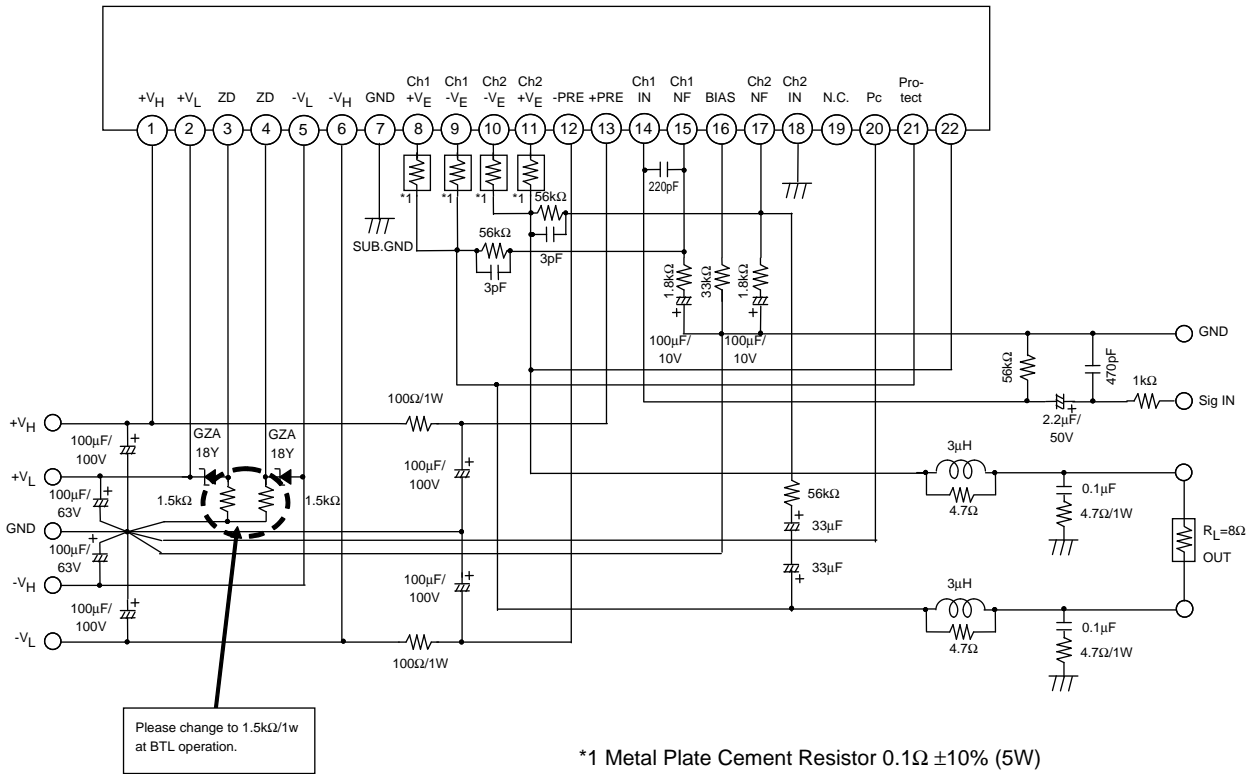 Ch1 Ch1 Ch2 Ch2 Ch1 Ch1 Ch2 Ch2 Pro-
+VH +VL ZD ZD -VL -VH GND +VE -VE -VE +VE -PRE +PRE IN NF BIAS NF IN N.C. Pc tect
1 2 3 4 5 6 7 8 9 10 11 12 13 14 15 16 17 18 19 20 21 22
220pF
*1 *1 *1 *1
56kΩ
SUB.GND
56kΩ
3pF
3pF
1.8kΩ
33kΩ
1.8kΩ
+
+
100µF/
10V
100µF/
10V
GND
56kΩ
470pF
1kΩ
Sig IN
+
2.2µF/
50V
100Ω/1W
+VH
100µF/
100V
+
GZA
18Y
GZA
18Y
+
100µF/
100V
3µH
+VL
100µF/
63V
+
1.5kΩ
1.5kΩ
56kΩ
4.7Ω
0.1µF
4.7Ω/1W
GND
+
33µF
RL=8Ω
OUT
100µF/
63V
+
33µF
+
-VH
100µF/
100V
+
100µF/
100V
+
3µH
-VL
100Ω/1W
4.7Ω
0.1µF
4.7Ω/1W
Please change to 1.5kΩ/1w
at BTL operation.
*1 Metal Plate Cement Resistor 0.1Ω ±10% (5W)